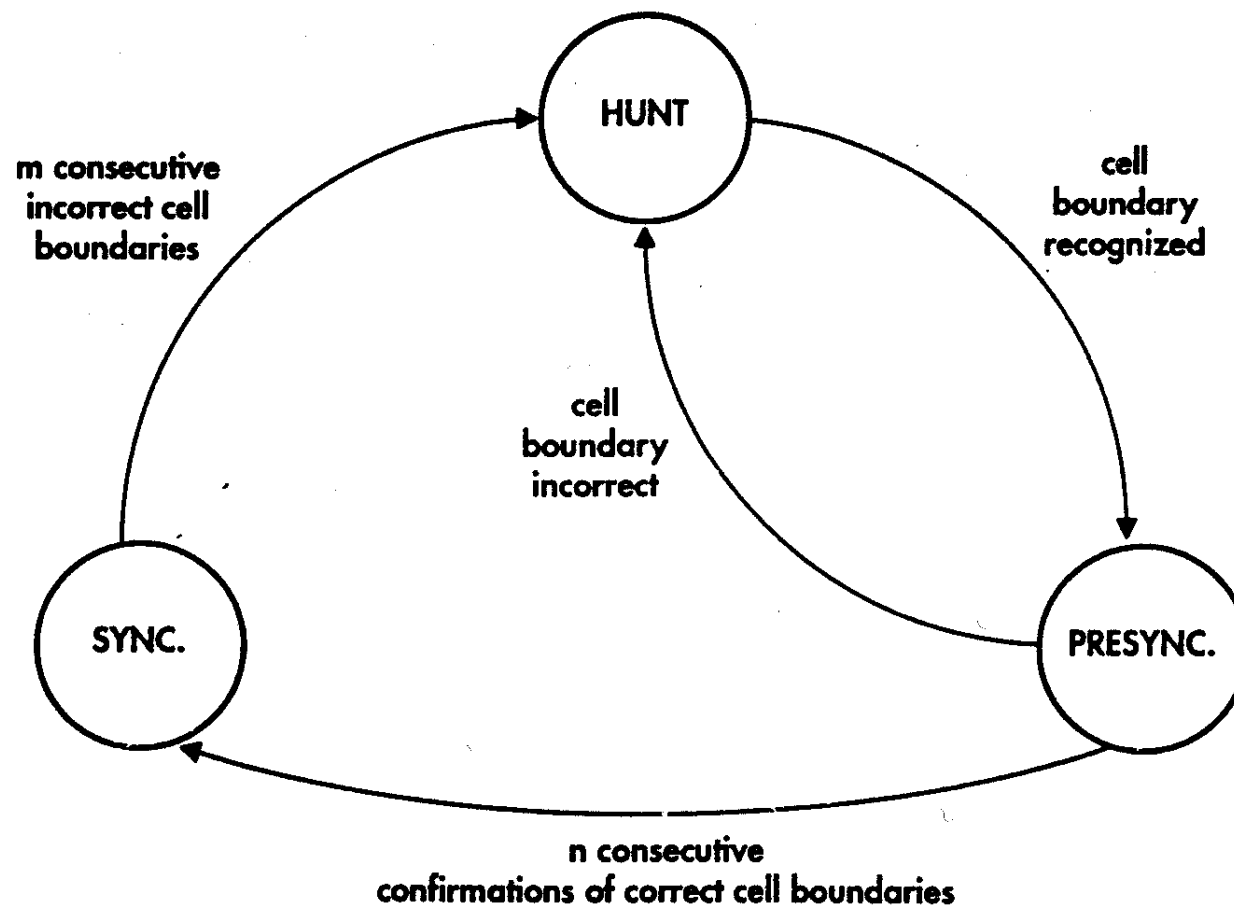 HUNT
m consecutive
incorrect cell
boundaries
cell
boundary
recognized
cell
boundary
incorrect
SYNC.
PRESYNC.
n consecutive
confirmations of correct cell boundaries